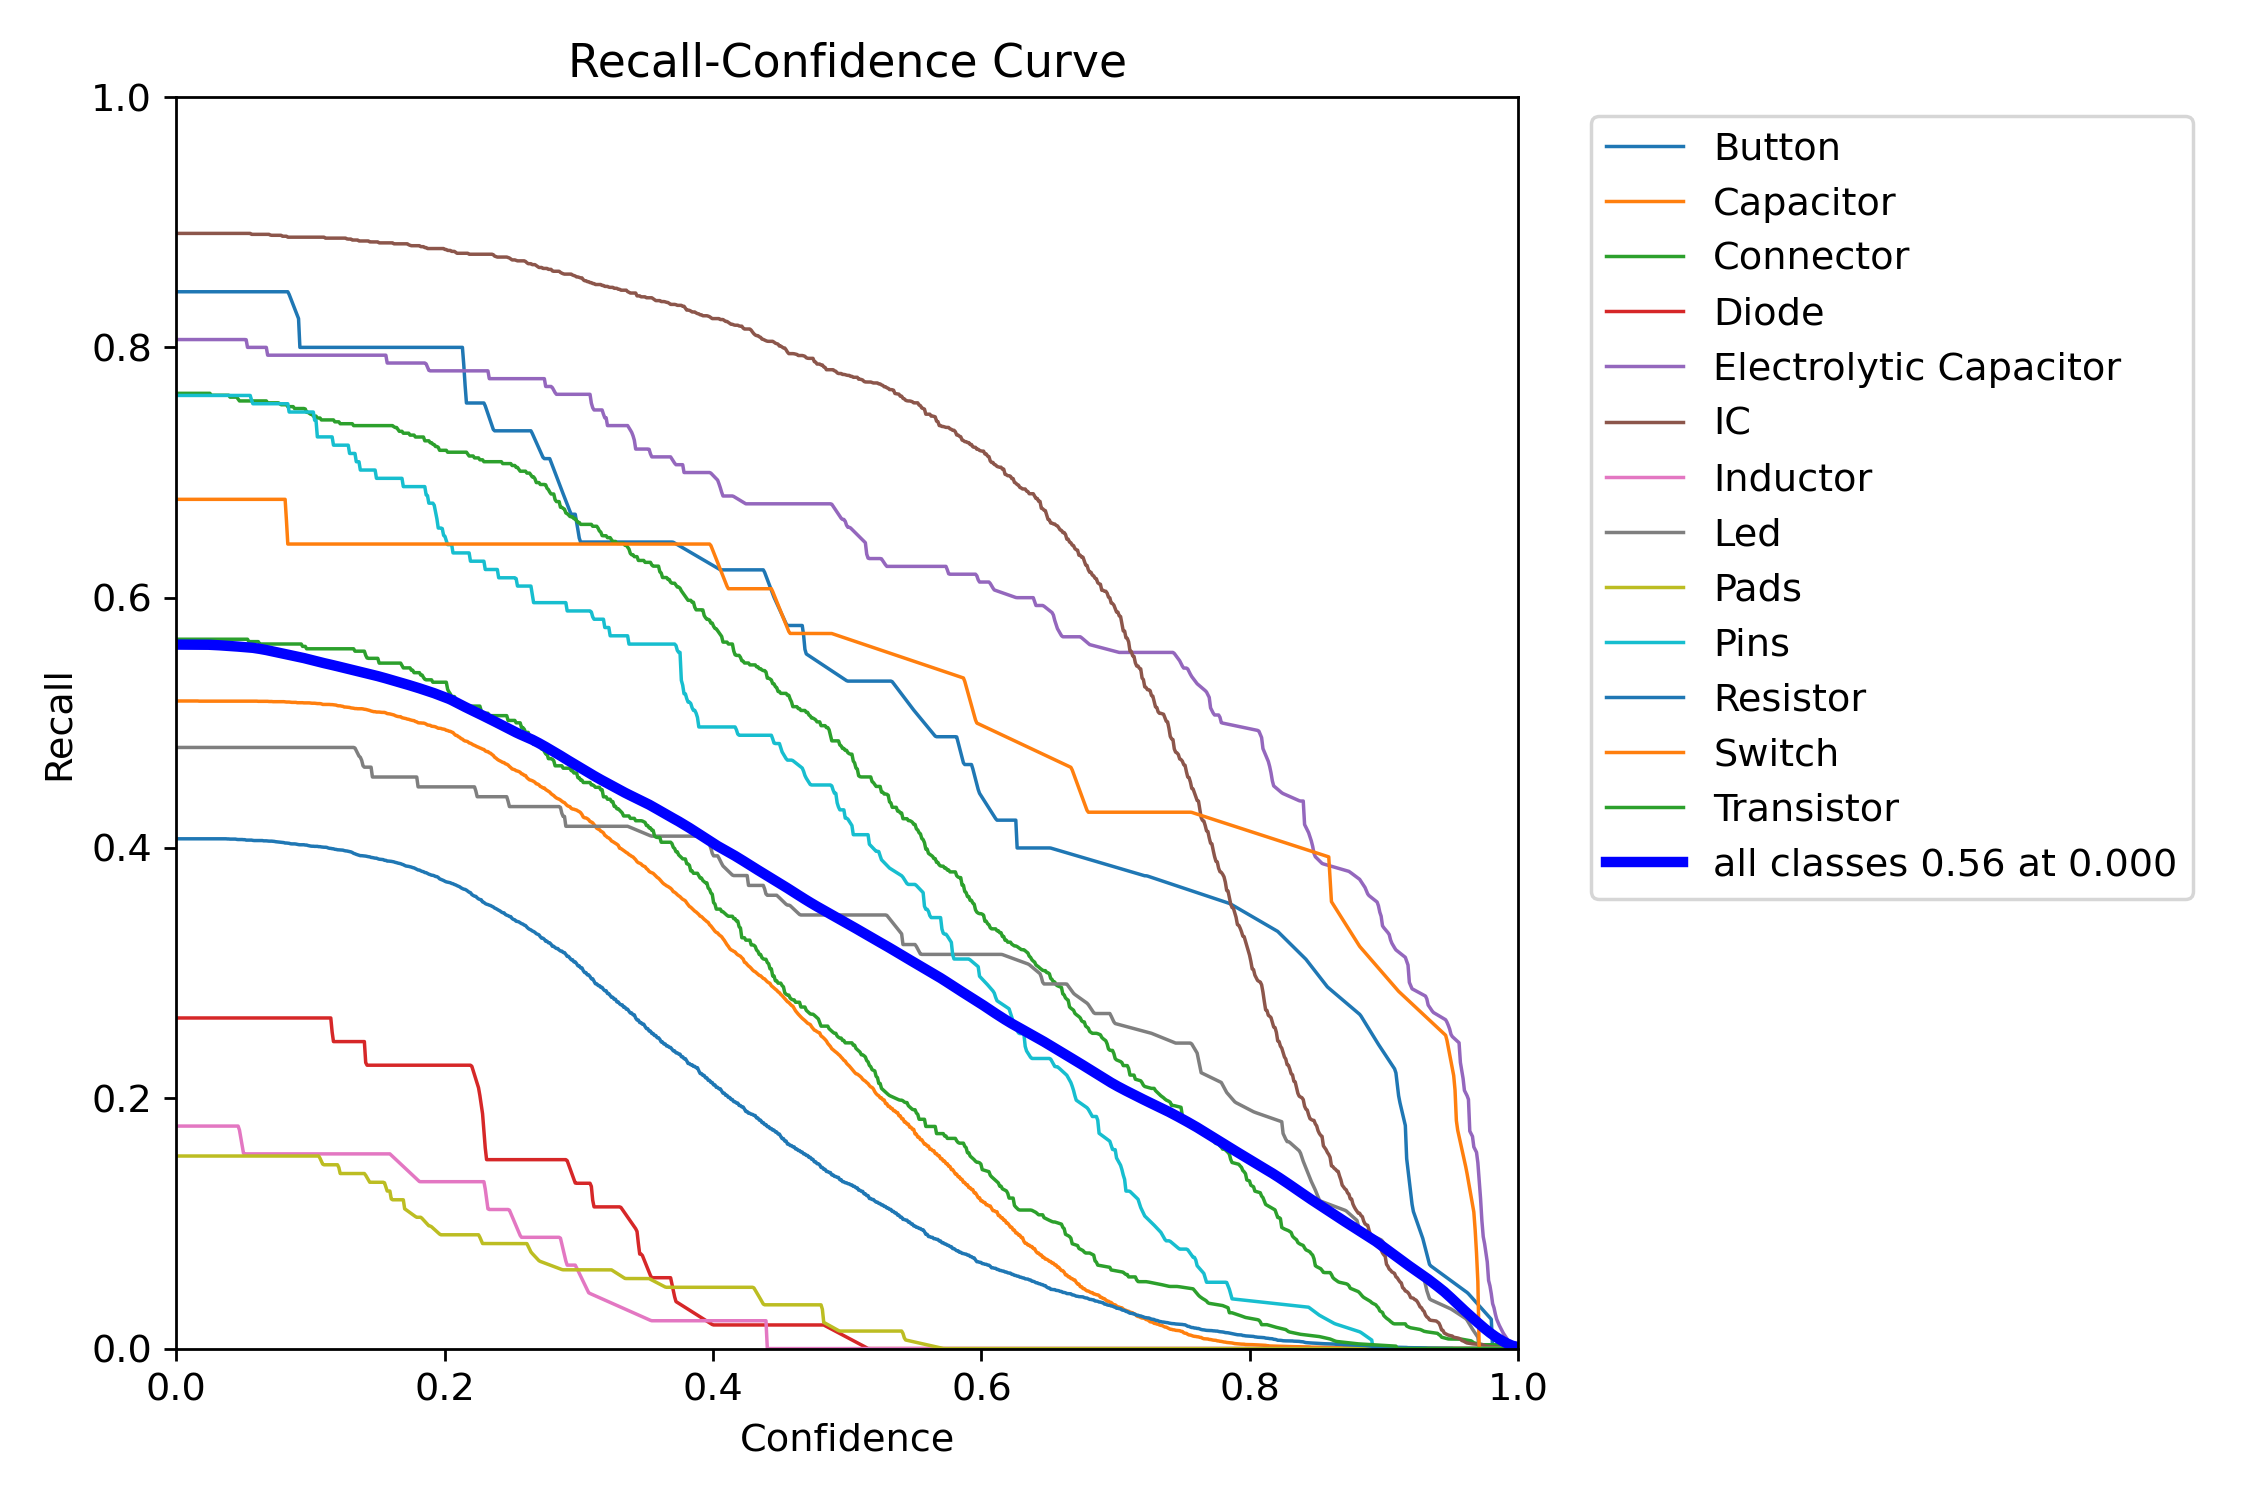 Recall-Confidence Curve
1.0
0.8
0.6
0.4
0.2
0.0
Recall
0.0 0.2 0.4 0.6 0.8 1.0
Confidence
Button
Capacitor
Connector
Diode
Electrolytic Capacitor
IC
Inductor
Led
Pads
Pins
Resistor
Switch
Transistor
all classes 0.56 at 0.000